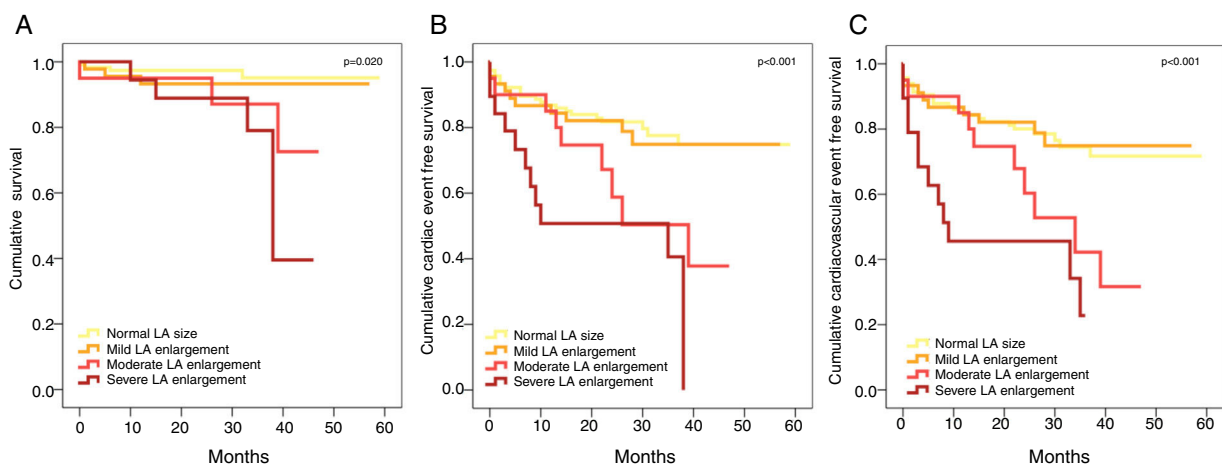 A
p=0.020
Cumulative survival
1.0
0.8
0.6
0.4
0.2
0.0
Normal LA size
Mild LA enlargement
Moderate LA enlargement
Severe LA enlargement
0 10 20 30 40 50 60
Months
B
p<.001
Cumulative cardiac event free survival
1.0
0.8
0.6
0.4
0.2
0.0
Normal LA size
Mild LA enlargement
Moderate LA enlargement
Severe LA enlargement
0 10 20 30 40 50 60
Months
C
p<.001
Cumulative cardiacvascular event free survival
1.0
0.8
0.6
0.4
0.2
0.0
Normal LA size
Mild LA enlargement
Moderate LA enlargement
Severe LA enlargement
0 10 20 30 40 50 60
Months